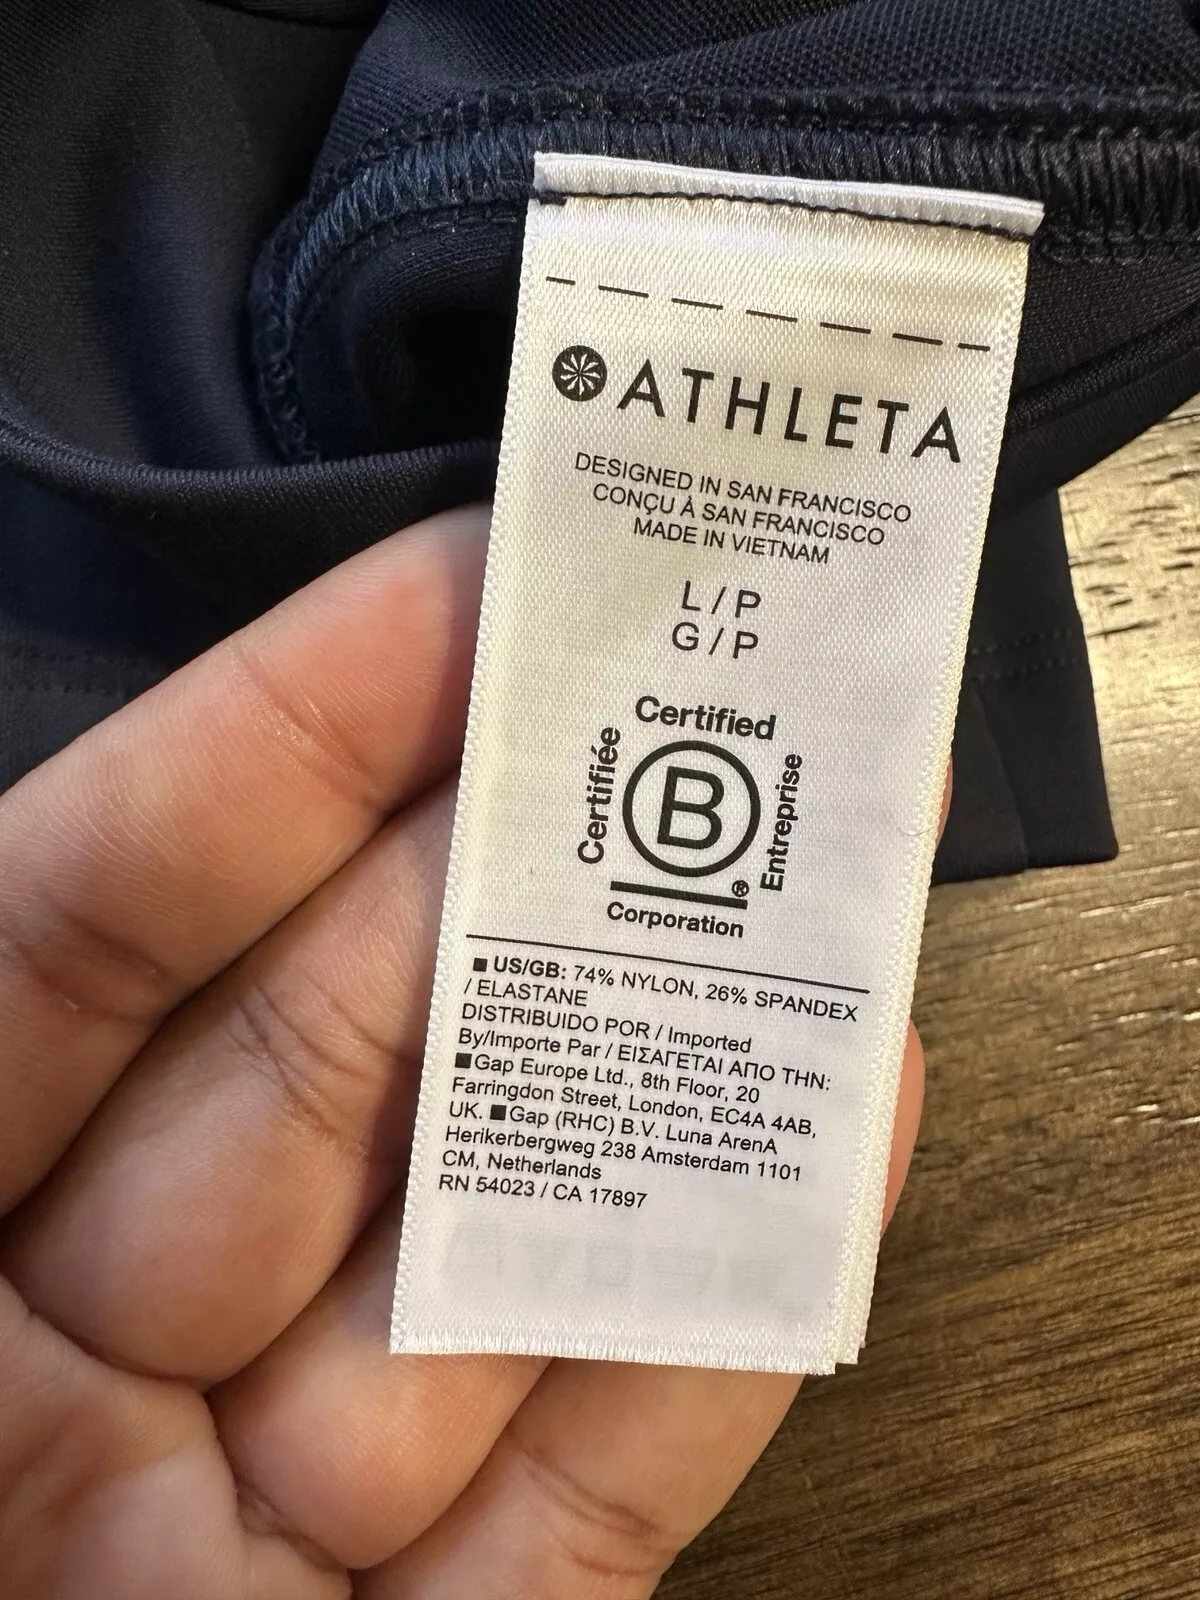 ATHLETA
DESIGNED IN SAN FRANCISCO
CONÇU À SAN FRANCISCO
MADE IN VIETNAM
L / P
G / P
Certified
Certifiée
B
Entreprise
®
Corporation
■ US/GB: 74% NYLON, 26% SPANDEX
/ ELASTANE
DISTRIBUIDO POR / Imported
By/Importe Par / ΕΙΣΑΓΕΤΑΙ ΑΠΟ ΤΗΝ:
■Gap Europe Ltd., 8th Floor, 20
Farringdon Street, London, EC4A 4AB,
UK. ■Gap (RHC) B.V. Luna ArenA
Herikerbergweg 238 Amsterdam 1101
CM, Netherlands
RN 54023 / CA 17897